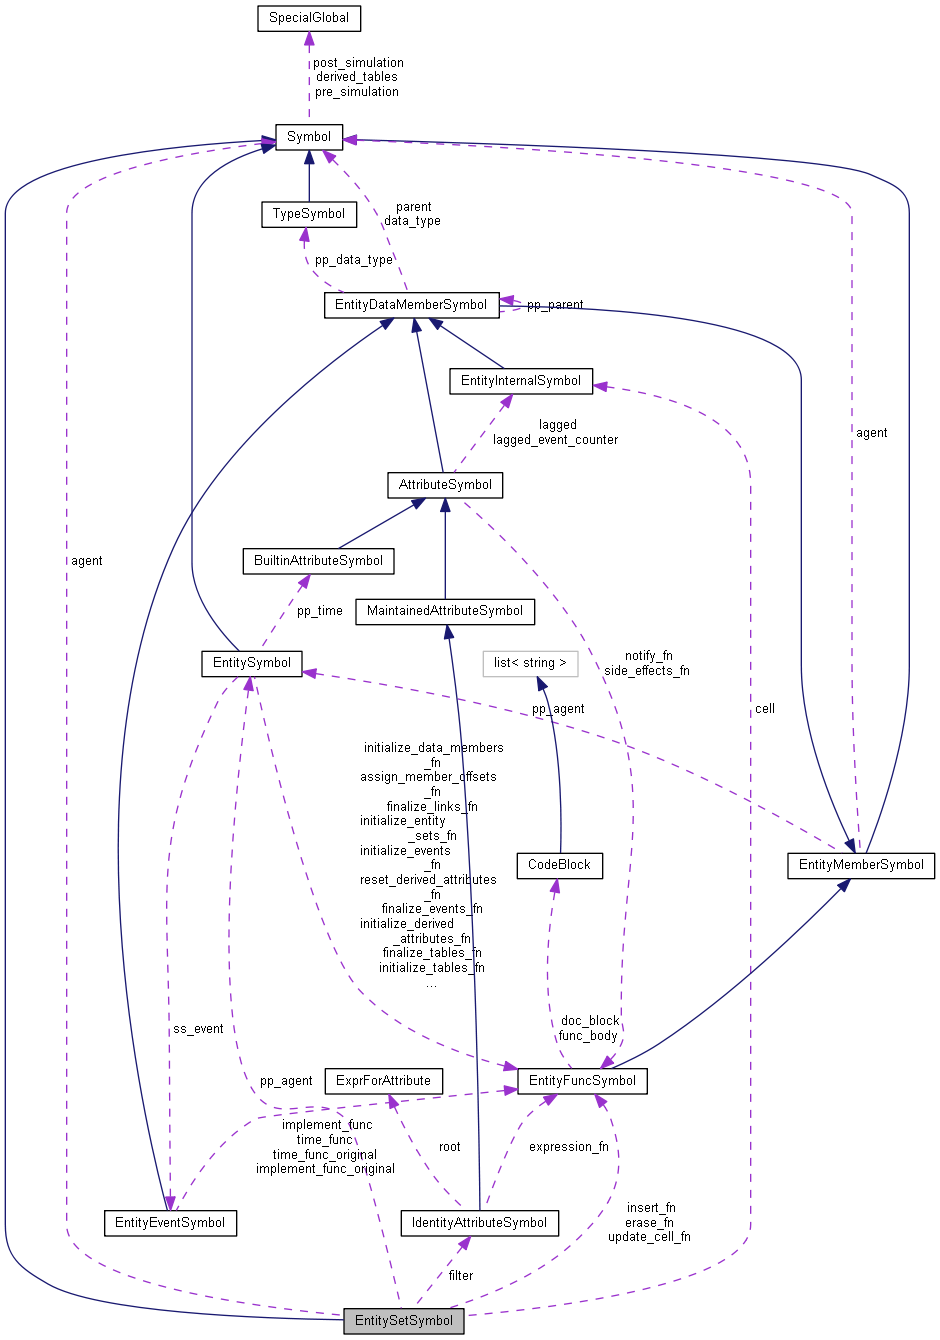 SpecialGlobal
post_simulation
derived_tables
pre_simulation
Symbol
TypeSymbol
parent
data_type
pp_data_type
EntityDataMemberSymbol
pp_parent
EntityInternalSymbol
lagged
lagged_event_counter
agent
AttributeSymbol
agent
BuiltinAttributeSymbol
pp_time
MaintainedAttributeSymbol
EntitySymbol
list< string >
notify_fn
side_effects_fn
pp_agent
cell
initialize_data_members
_fn
assign_member_offsets
_fn
finalize_links_fn
initialize_entity
_sets_fn
initialize_events
_fn
reset_derived_attributes
_fn
finalize_events_fn
initialize_derived
_attributes_fn
finalize_tables_fn
initialize_tables_fn
...
CodeBlock
EntityMemberSymbol
ss_event
doc_block
func_body
pp_agent
ExprForAttribute
EntityFuncSymbol
implement_func
time_func
time_func_original
implement_func_original
root
expression_fn
EntityEventSymbol
IdentityAttributeSymbol
insert_fn
erase_fn
update_cell_fn
filter
EntitySetSymbol